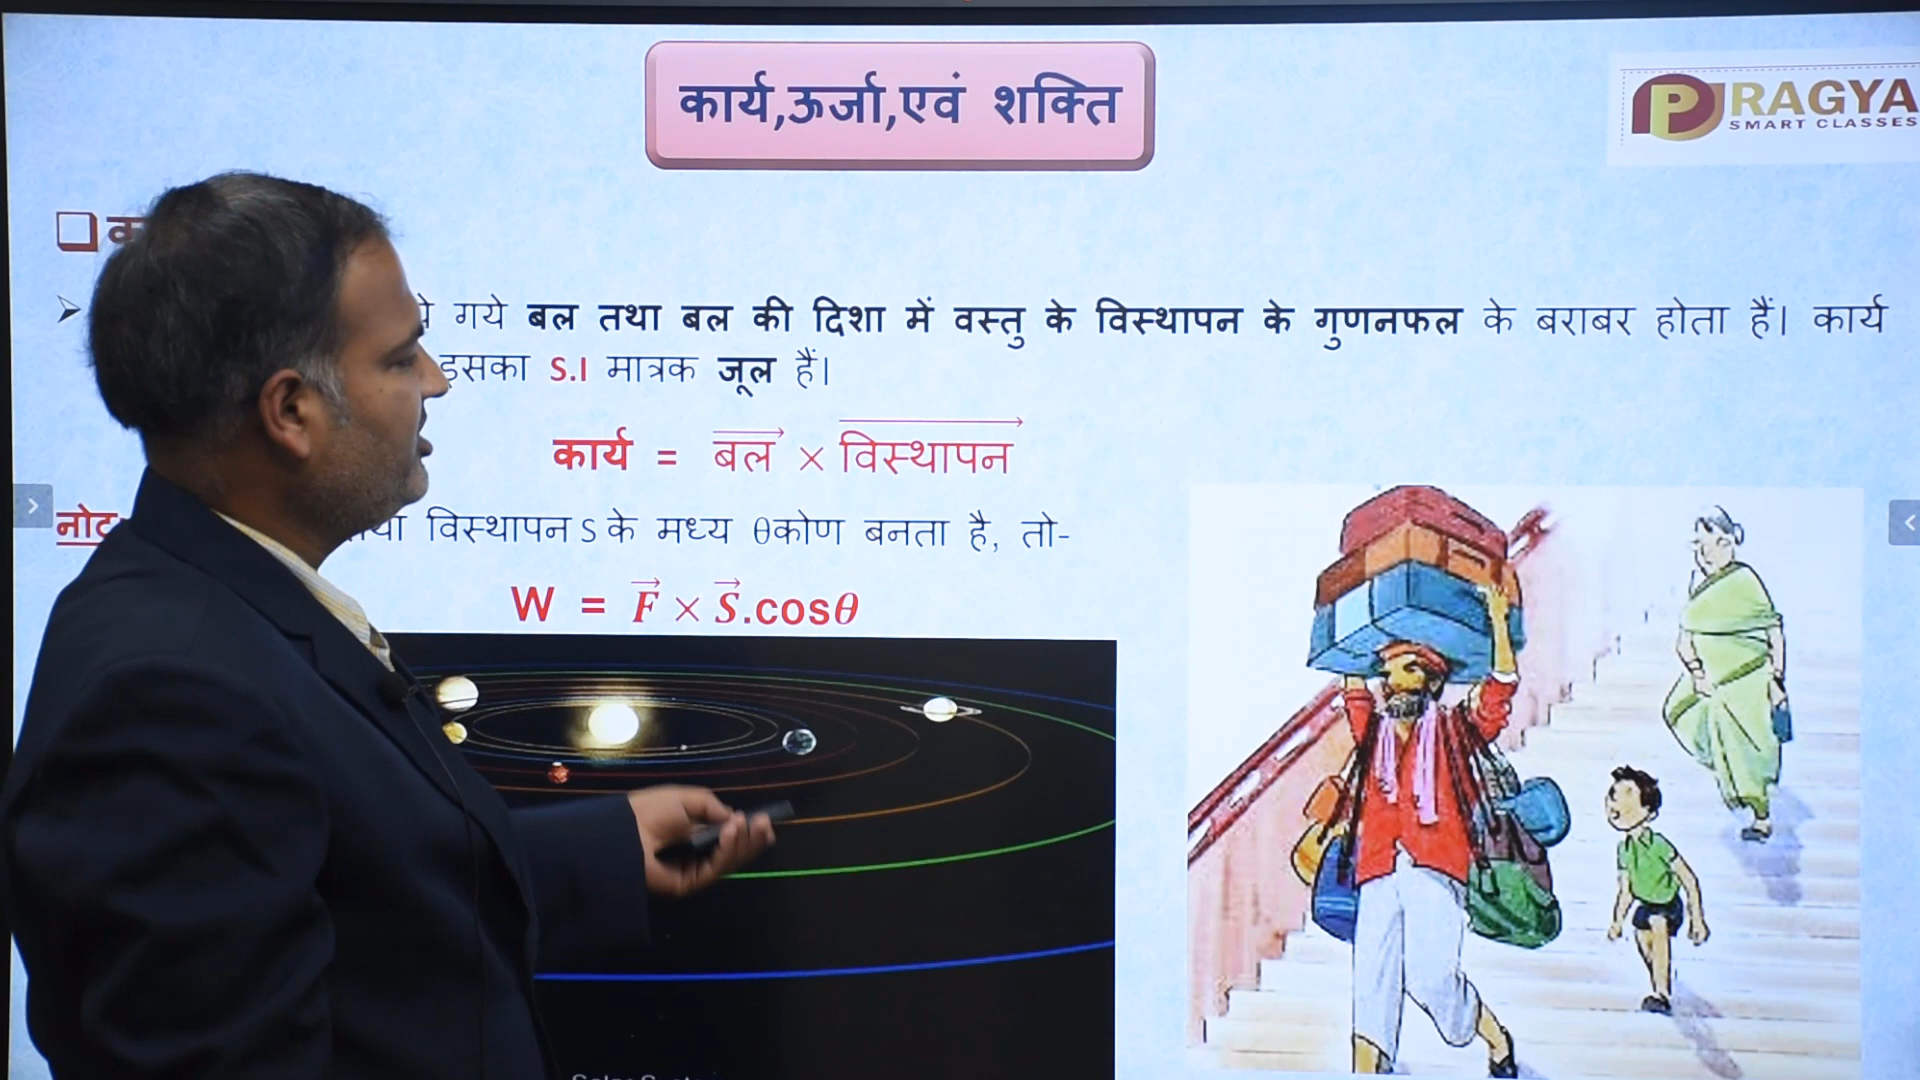 कार्य,ऊर्जा,एवं शक्ति
PRAGYA
SMART CLASSES
गये बल तथा बल की दिशा में वस्तु के विस्थापन के गुणनफल के बराबर होता हैं। कार्य
इसका S.I मात्रक जूल हैं।
कार्य = बल × विस्थापन
नोट
विस्थापन S के मध्य θकोण बनता है, तो-
W = F × S.cosθ